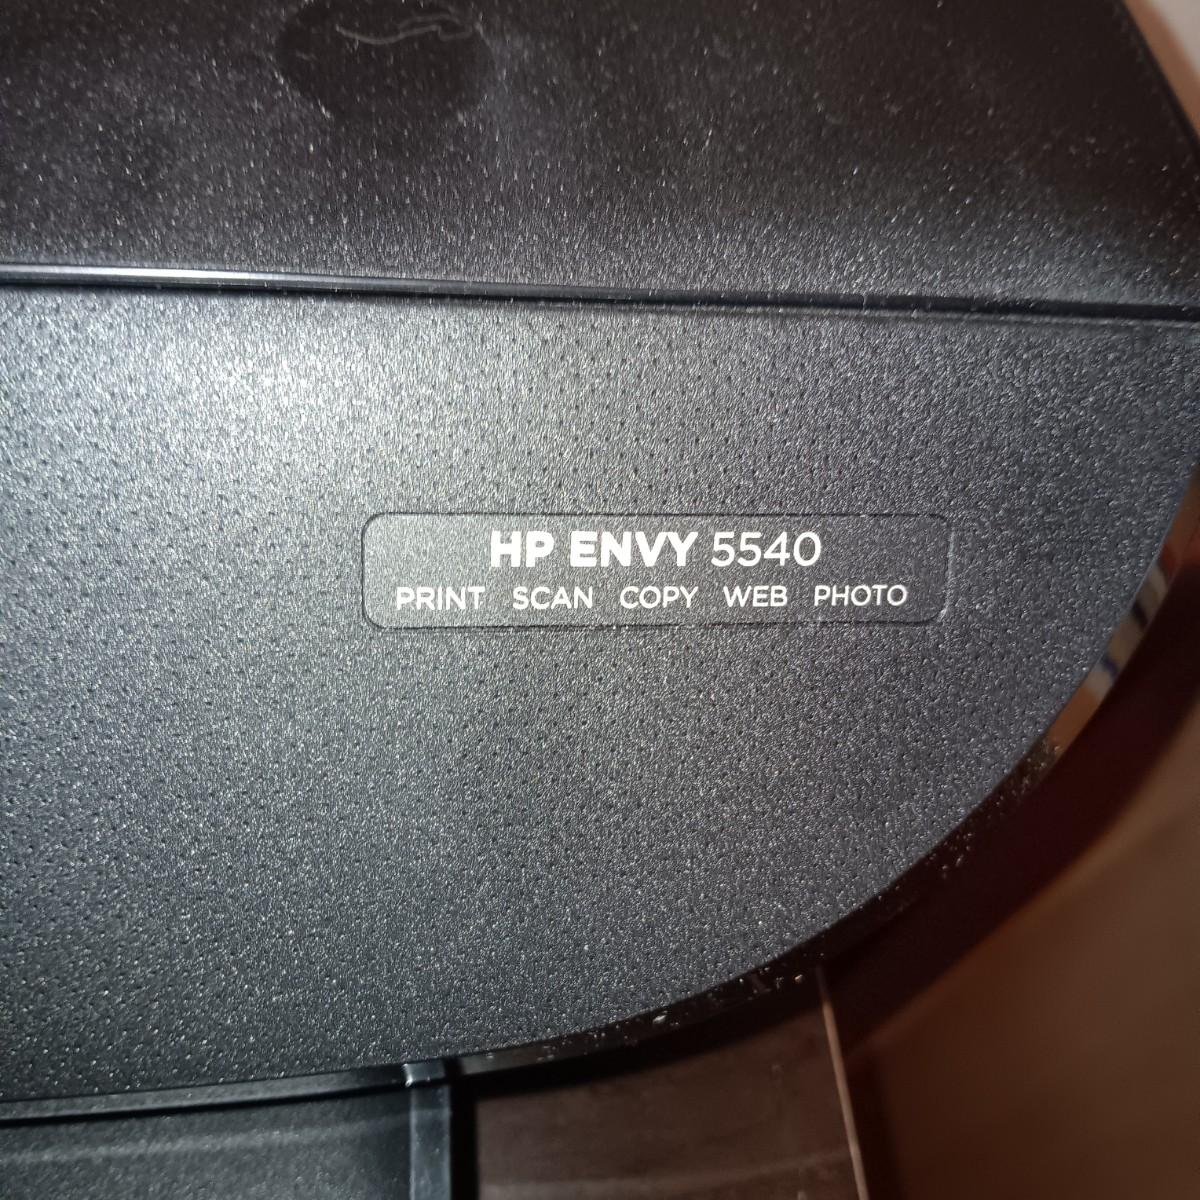 HP ENVY 5540
PRINT SCAN COPY WEB PHOTO